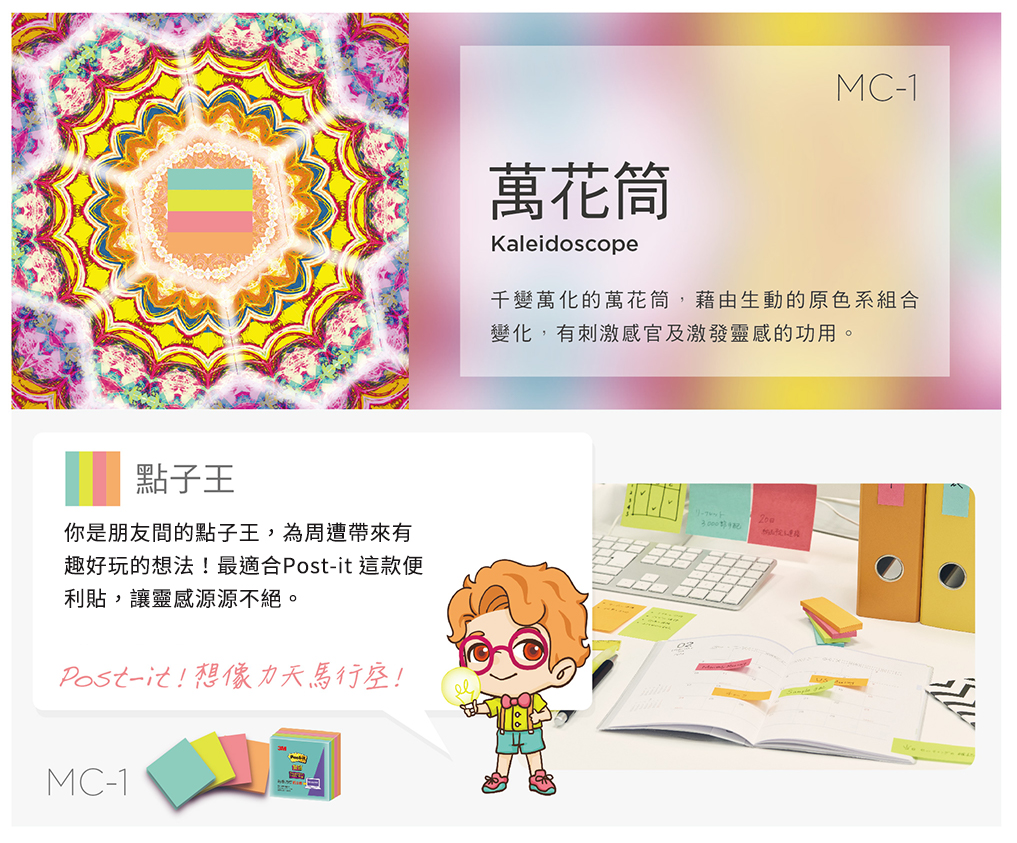 MC-1
萬花筒
Kaleidoscope
千變萬化的萬花筒，藉由生動的原色系組合
變化，有刺激感官及激發靈感的功用。
點子王
你是朋友間的點子王，為周遭帶來有
趣好玩的想法！最適合Post-it 這款便
利貼，讓靈感源源不絕。
Post-it！想像力天馬行空！
MC-1
3M
Post-it
02